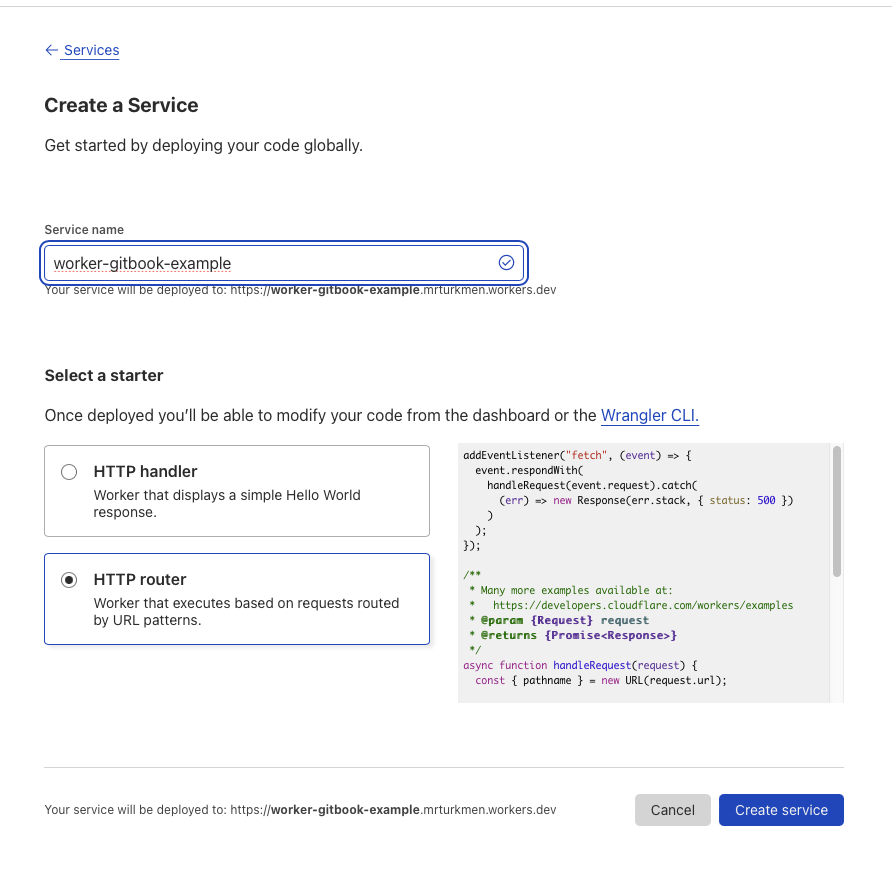 ← Services
Create a Service
Get started by deploying your code globally.
Service name
worker-gitbook-example
Your service will be deployed to: https://worker-gitbook-example.mrturkmen.workers.dev
Select a starter
Once deployed you’ll be able to modify your code from the dashboard or the Wrangler CLI.
HTTP handler
Worker that displays a simple Hello World
response.
HTTP router
Worker that executes based on requests routed
by URL patterns.
addEventListener("fetch", (event) => {
  event.respondWith(
    handleRequest(event.request).catch(
      (err) => new Response(err.stack, { status: 500 })
    )
  );
});
/**
 * Many more examples available at:
 *   https://developers.cloudflare.com/workers/examples
 * @param {Request} request
 * @returns {Promise<Response>}
 */
async function handleRequest(request) {
  const { pathname } = new URL(request.url);
Your service will be deployed to: https://worker-gitbook-example.mrturkmen.workers.dev
Cancel
Create service